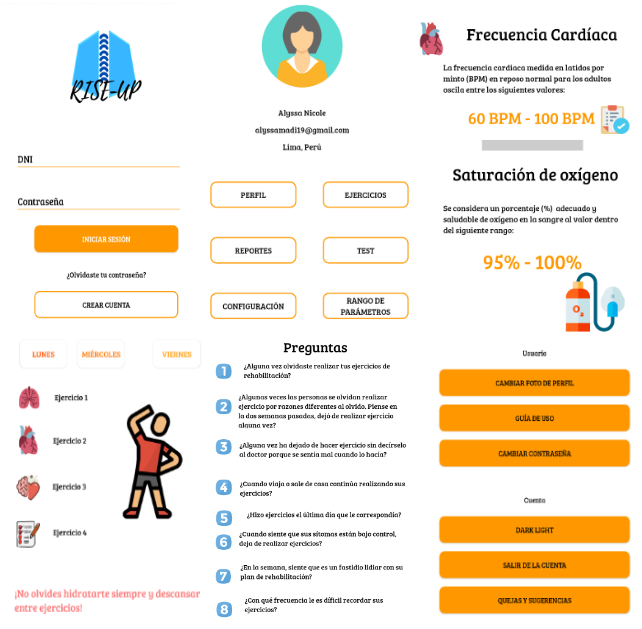 RISE-UP
DNI
Contraseña
INICIAR SESIÓN
¿Olvidaste tu contraseña?
CREAR CUENTA
Alyssa Nicole
alyssamadi19@gmail.com
Lima, Perú
PERFIL
EJERCICIOS
REPORTES
TEST
CONFIGURACIÓN
RANGO DE
PARÁMETROS
Frecuencia Cardíaca
La frecuencia cardíaca medida en latidos por
minto (BPM) en reposo normal para los adultos
oscila entre los siguientes valores:
60 BPM - 100 BPM
Saturación de oxígeno
Se considera un porcentaje (%) adecuado y
saludable de oxígeno en la sangre al valor dentro
del siguiente rango:
95% - 100%
O2
LUNES
MIÉRCOLES
VIERNES
Ejercicio 1
Ejercicio 2
Ejercicio 3
Ejercicio 4
¡No olvides hidratarte siempre y descansar
entre ejercicios!
Preguntas
1 ¿Alguna vez olvidaste realizar tus ejercicios de
rehabilitación?
2 ¿Algunas veces las personas se olvidan realizar
ejercicio por razones diferentes al olvido. Piense en
la dos semanas pasadas, dejó de realizar ejercicio
alguna vez?
3 ¿Alguna vez ha dejado de hacer ejercicio sin decírselo
al doctor porque se sentía mal cuando lo hacía?
4 ¿Cuando viaja o sale de casa continúa realizando sus
ejercicios?
5 ¿Hizo ejercicios el último día que le correspondía?
6 ¿Cuando siente que sus sítomas están bajo control,
deja de realizar ejercicios?
7 ¿En la semana, siente que es un fastidio lidiar con su
plan de rehabilitación?
8 ¿Con qué frecuencia le es difícil recordar sus
ejercicios?
Usuario
CAMBIAR FOTO DE PERFIL
GUÍA DE USO
CAMBIAR CONTRASEÑA
Cuenta
DARK LIGHT
SALIR DE LA CUENTA
QUEJAS Y SUGERENCIAS